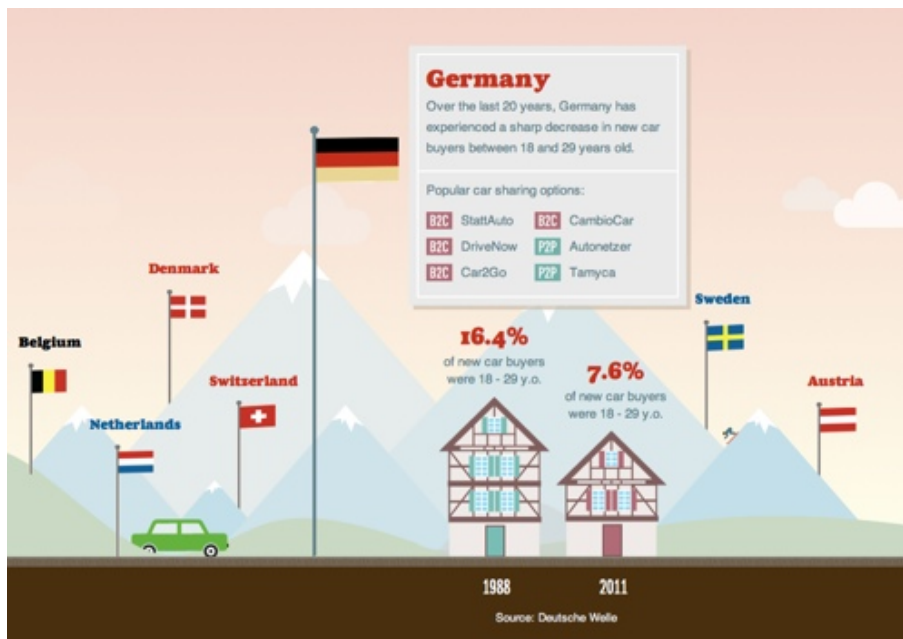 Germany
Over the last 20 years, Germany has
experienced a sharp decrease in new car
buyers between 18 and 29 years old.
Popular car sharing options:
B2C StattAuto B2C CambioCar
B2C DriveNow P2P Autonetzer
B2C Car2Go P2P Tamyca
Denmark
Sweden
Belgium
16.4%
of new car buyers
were 18 - 29 y.o.
7.6%
of new car buyers
were 18 - 29 y.o.
Switzerland
Austria
Netherlands
1988 2011
Source: Deutsche Welle